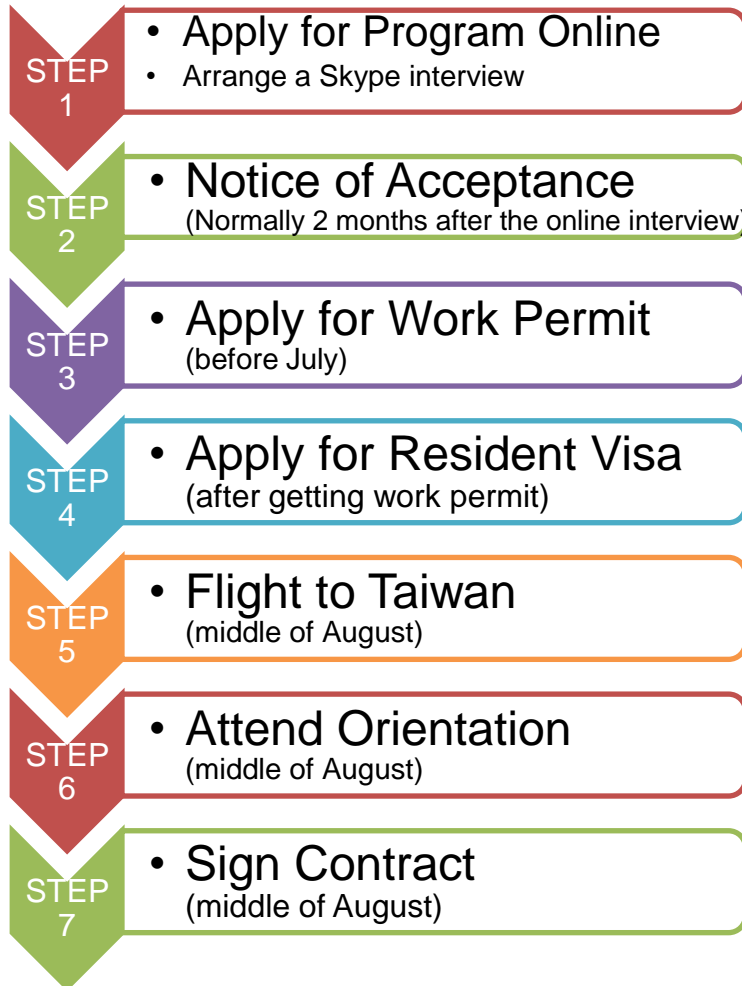 STEP
1
• Apply for Program Online
• Arrange a Skype interview
STEP
2
• Notice of Acceptance
(Normally 2 months after the online interview)
STEP
3
• Apply for Work Permit
(before July)
STEP
4
• Apply for Resident Visa
(after getting work permit)
STEP
5
• Flight to Taiwan
(middle of August)
STEP
6
• Attend Orientation
(middle of August)
STEP
7
• Sign Contract
(middle of August)